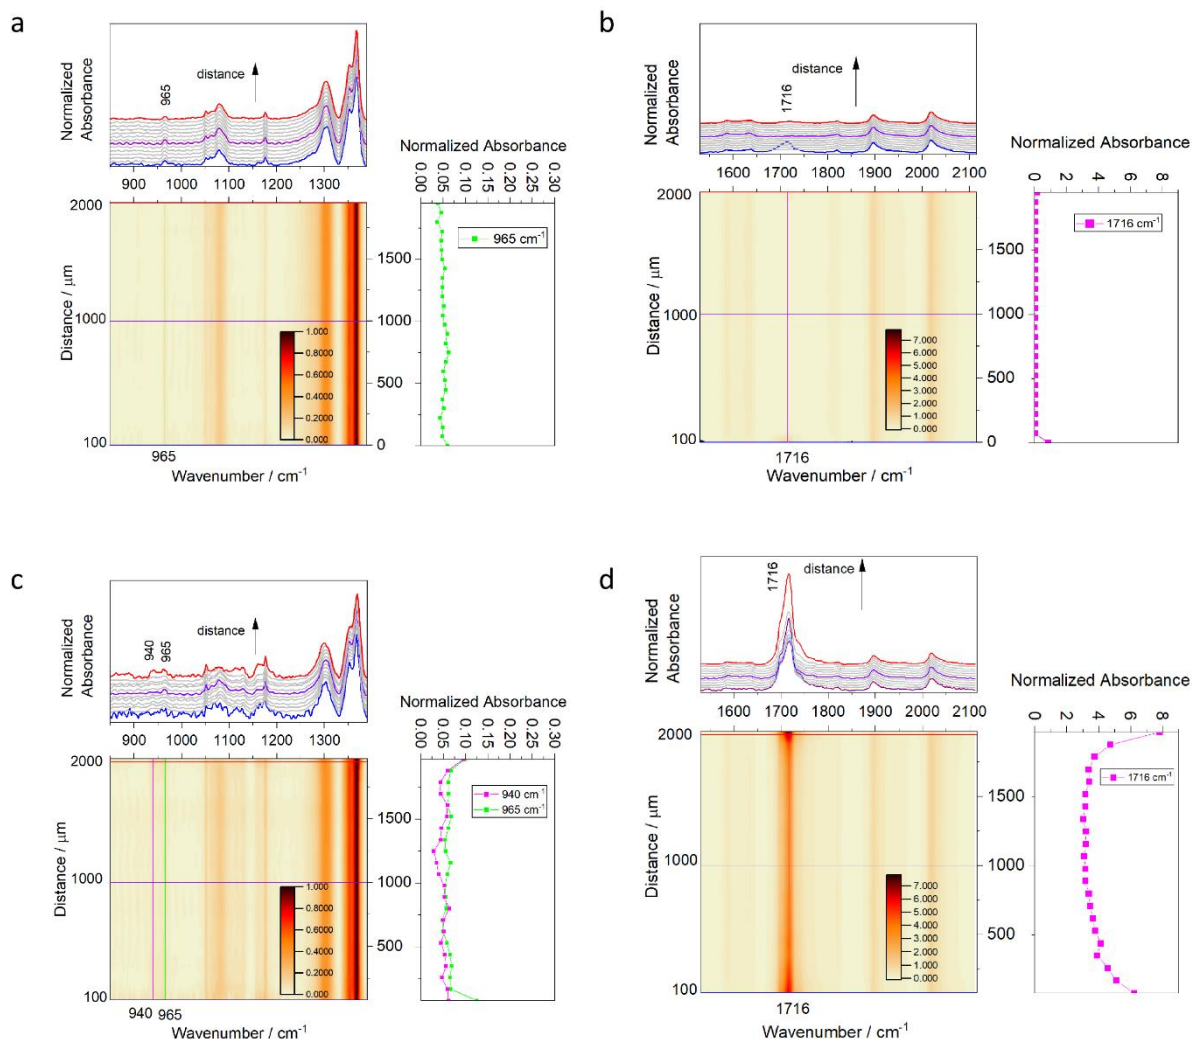 a
Normalized
Absorbance
965
distance
900 1000 1100 1200 1300
Normalized Absorbance
0.00 0.05 0.10 0.15 0.20 0.25 0.30
Distance / μm
2000
1000
100
1.000
0.8000
0.6000
0.4000
0.2000
0.000
965 cm-1
1500
1000
500
0
965
Wavenumber / cm-1
b
Normalized
Absorbance
1716
distance
1600 1700 1800 1900 2000 2100
Normalized Absorbance
0 2 4 6 8
Distance / μm
2000
1000
100
7.000
6.000
5.000
4.000
3.000
2.000
1.000
0.000
1716 cm-1
1500
1000
500
0
1716
Wavenumber / cm-1
c
Normalized
Absorbance
940
965
distance
900 1000 1100 1200 1300
Normalized Absorbance
0.00 0.05 0.10 0.15 0.20 0.25 0.30
Distance / μm
2000
1000
100
1.000
0.8000
0.6000
0.4000
0.2000
0.000
940 cm-1
965 cm-1
1500
1000
500
940 965
Wavenumber / cm-1
d
Normalized
Absorbance
1716
distance
1600 1700 1800 1900 2000 2100
Normalized Absorbance
0 2 4 6 8
Distance / μm
2000
1000
100
7.000
6.000
5.000
4.000
3.000
2.000
1.000
0.000
1716 cm-1
1500
1000
500
1716
Wavenumber / cm-1